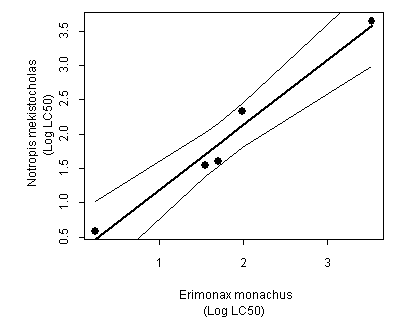 Notropis mekistocholas
(Log LC50)
3.5
3.0
2.5
2.0
1.5
1.0
0.5
1 2 3
Erimonax monachus
(Log LC50)